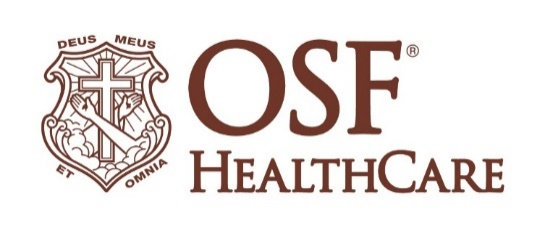 DEUS MEUS
ET OMNIA
OSF®
HEALTHCARE